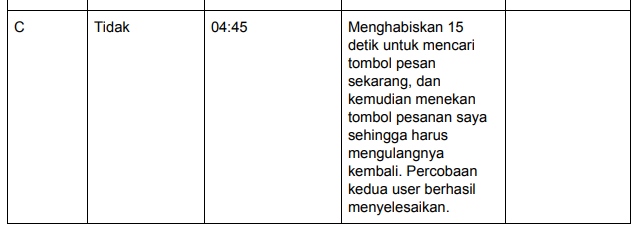 C
Tidak
04:45
Menghabiskan 15
detik untuk mencari
tombol pesan
sekarang, dan
kemudian menekan
tombol pesanan saya
sehingga harus
mengulangnya
kembali. Percobaan
kedua user berhasil
menyelesaikan.